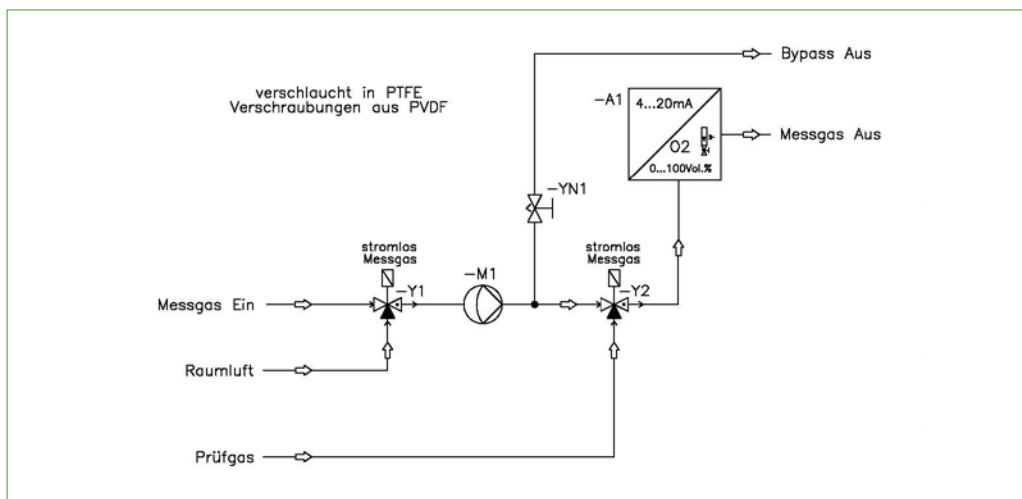 Bypass Aus
verschlaucht in PTFE
Verschraubungen aus PVDF
-A1
4...20mA
Messgas Aus
O2
0...100Vol.%
-YN1
stromlos
Messgas
stromlos
Messgas
-M1
-Y1
-Y2
Messgas Ein
Raumluft
Prüfgas